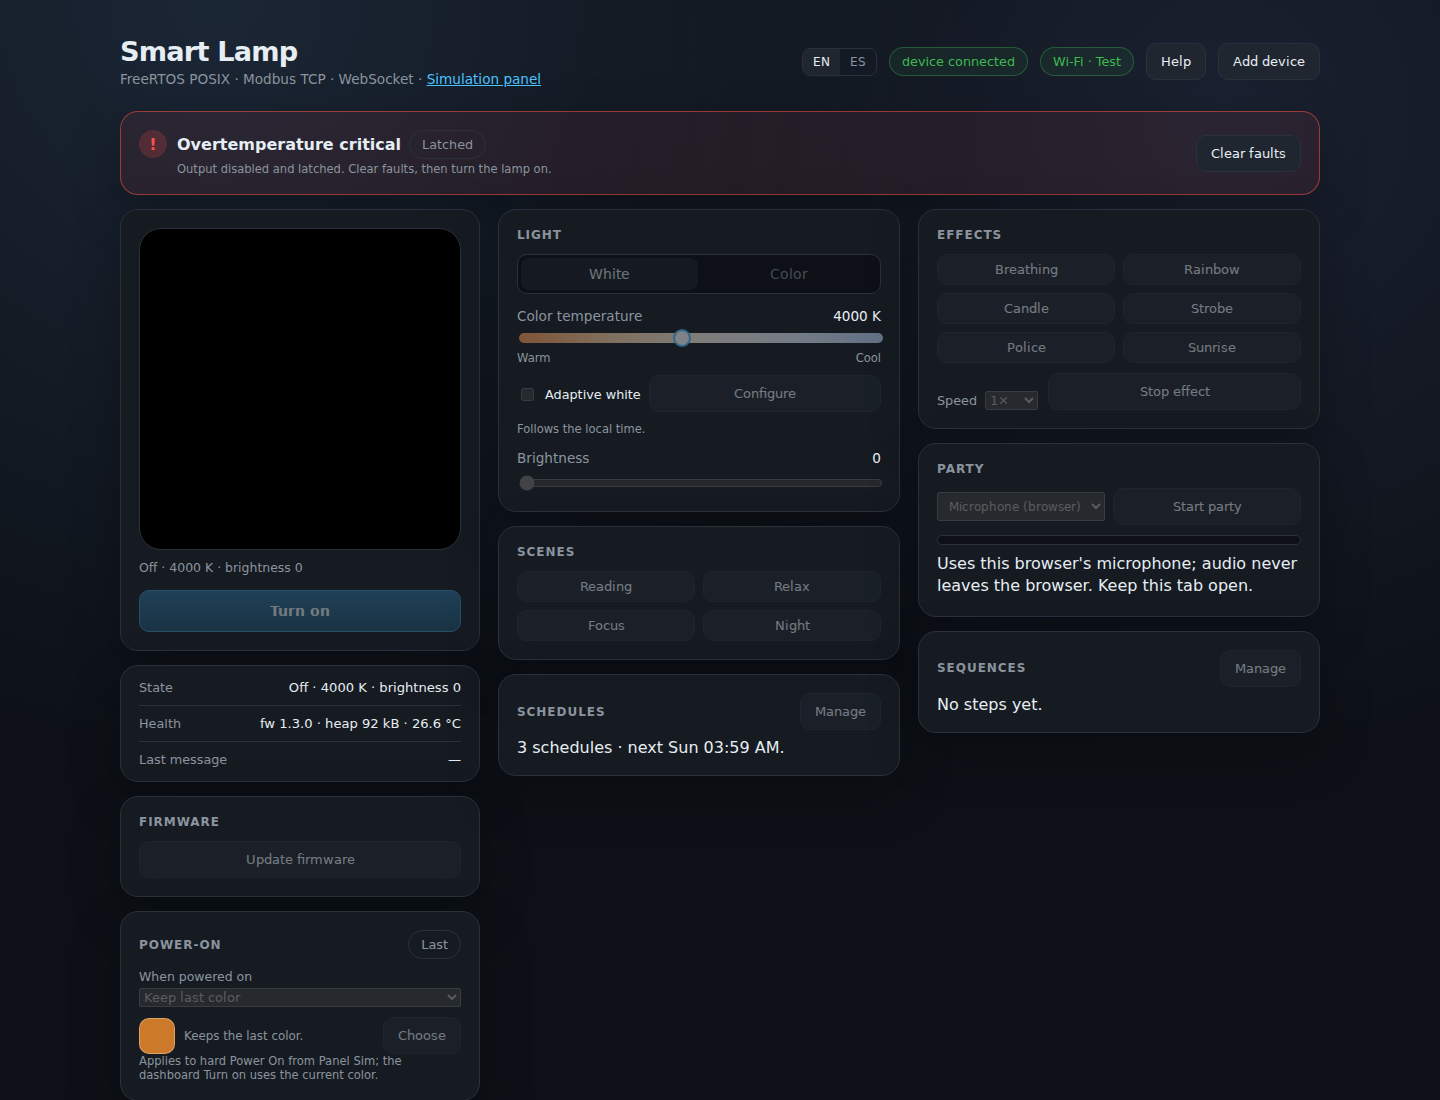 Smart Lamp
FreeRTOS POSIX · Modbus TCP · WebSocket · Simulation panel
EN ES
device connected
Wi-Fi · Test
Help
Add device
!
Overtemperature critical
Latched
Output disabled and latched. Clear faults, then turn the lamp on.
Clear faults
Off · 4000 K · brightness 0
Turn on
State Off · 4000 K · brightness 0
Health fw 1.3.0 · heap 92 kB · 26.6 °C
Last message —
FIRMWARE
Update firmware
POWER-ON Last
When powered on
Keep last color
Keeps the last color. Choose
Applies to hard Power On from Panel Sim; the
dashboard Turn on uses the current color.
LIGHT
White Color
Color temperature 4000 K
Warm Cool
Adaptive white Configure
Follows the local time.
Brightness 0
SCENES
Reading Relax
Focus Night
SCHEDULES Manage
3 schedules · next Sun 03:59 AM.
EFFECTS
Breathing Rainbow
Candle Strobe
Police Sunrise
Speed 1× Stop effect
PARTY
Microphone (browser) Start party
Uses this browser's microphone; audio never
leaves the browser. Keep this tab open.
SEQUENCES Manage
No steps yet.